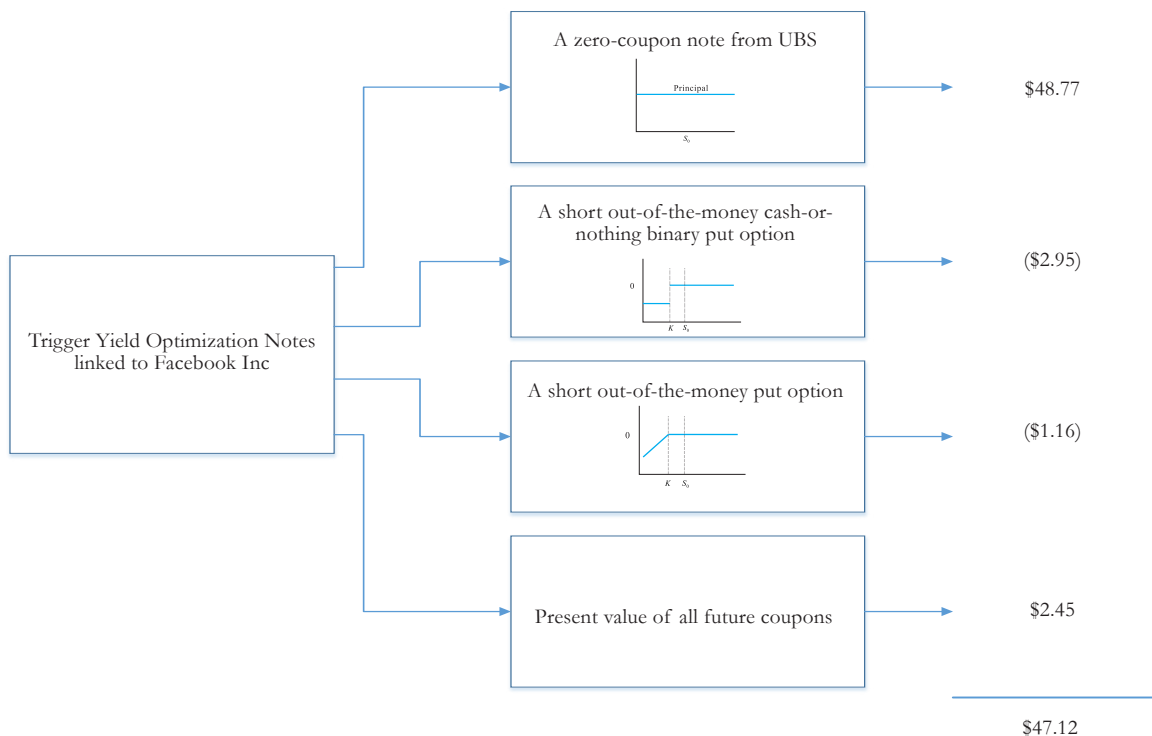 A zero-coupon note from UBS
Principal
S₀
$48.77
A short out-of-the-money cash-or-
nothing binary put option
0
K S₀
($2.95)
Trigger Yield Optimization Notes
linked to Facebook Inc
A short out-of-the-money put option
0
K S₀
($1.16)
Present value of all future coupons
$2.45
$47.12